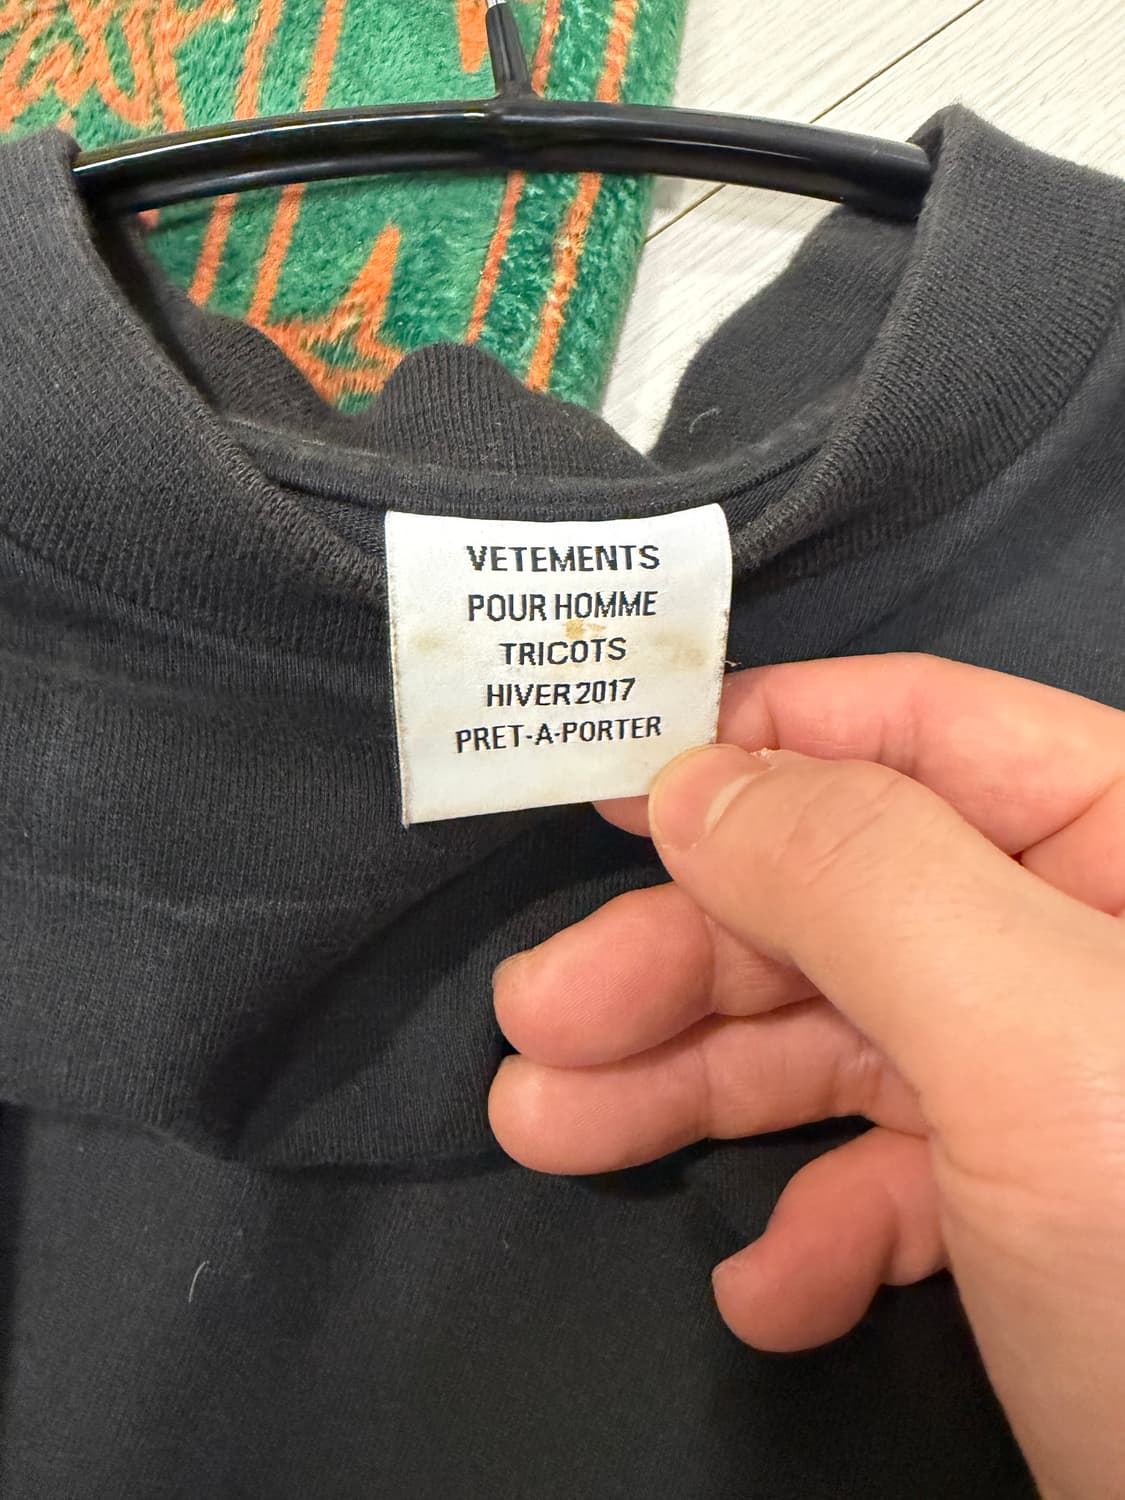 VETEMENTS
POUR HOMME
TRICOTS
HIVER 2017
PRET-A-PORTER